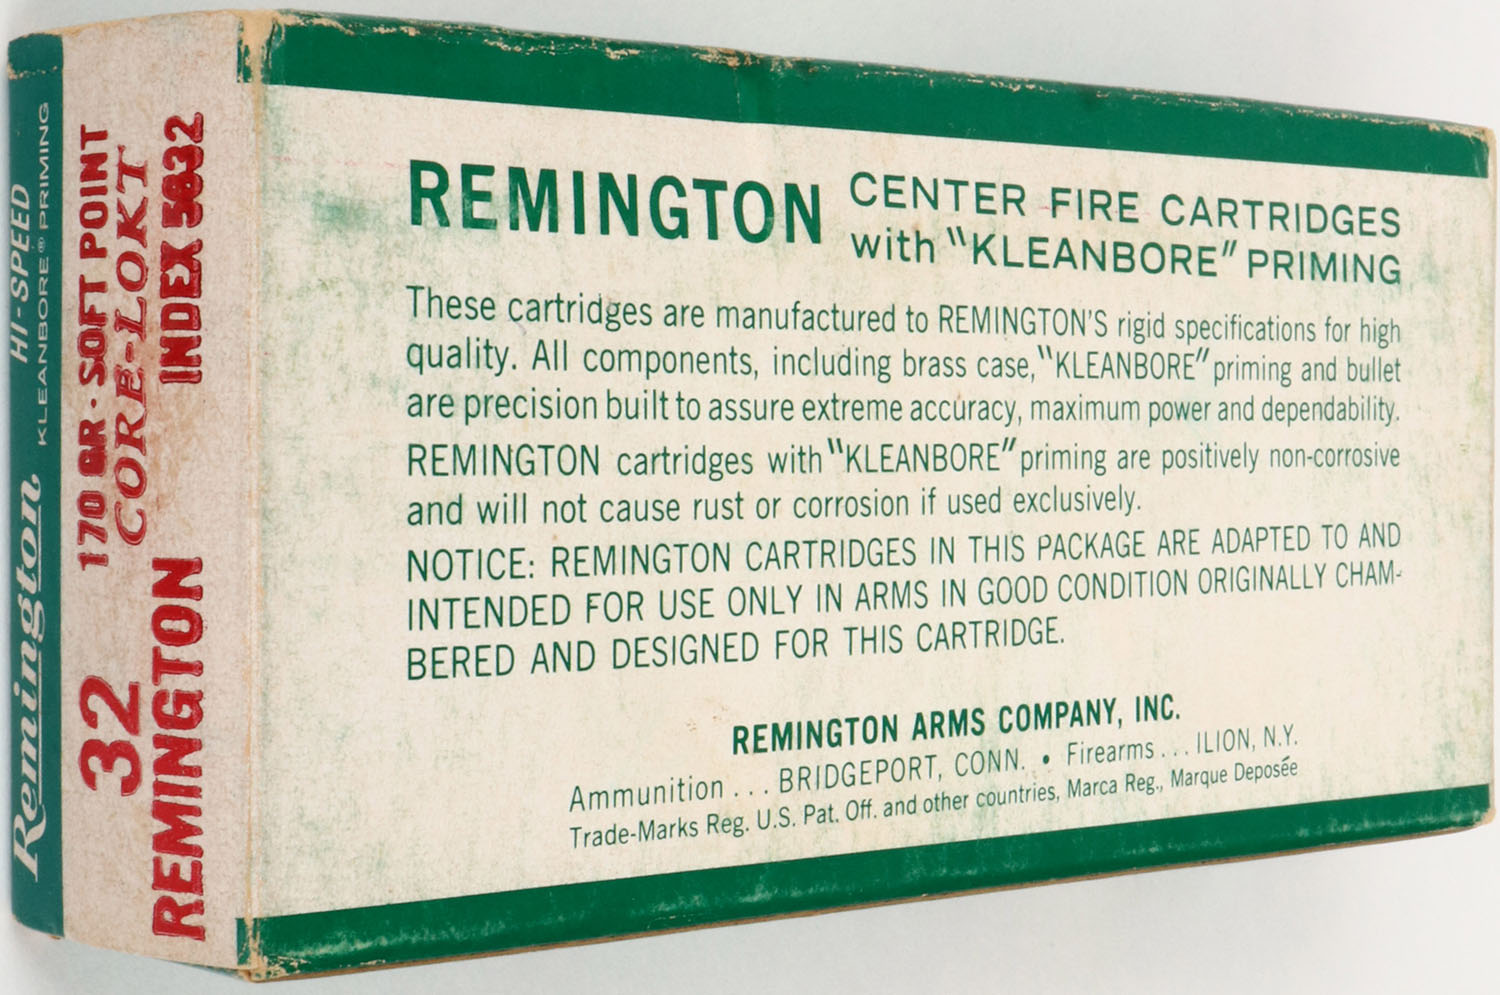 Remington HI-SPEED
KLEANBORE® PRIMING
32 170 GR · SOFT POINT
CORE-LOKT
REMINGTON INDEX 5832
REMINGTON CENTER FIRE CARTRIDGES
with "KLEANBORE" PRIMING
These cartridges are manufactured to REMINGTON'S rigid specifications for high
quality. All components, including brass case, "KLEANBORE" priming and bullet
are precision built to assure extreme accuracy, maximum power and dependability.
REMINGTON cartridges with "KLEANBORE" priming are positively non-corrosive
and will not cause rust or corrosion if used exclusively.
NOTICE: REMINGTON CARTRIDGES IN THIS PACKAGE ARE ADAPTED TO AND
INTENDED FOR USE ONLY IN ARMS IN GOOD CONDITION ORIGINALLY CHAM-
BERED AND DESIGNED FOR THIS CARTRIDGE.
REMINGTON ARMS COMPANY, INC.
Ammunition . . . BRIDGEPORT, CONN. • Firearms . . . ILION, N.Y.
Trade-Marks Reg. U.S. Pat. Off. and other countries, Marca Reg., Marque Deposée